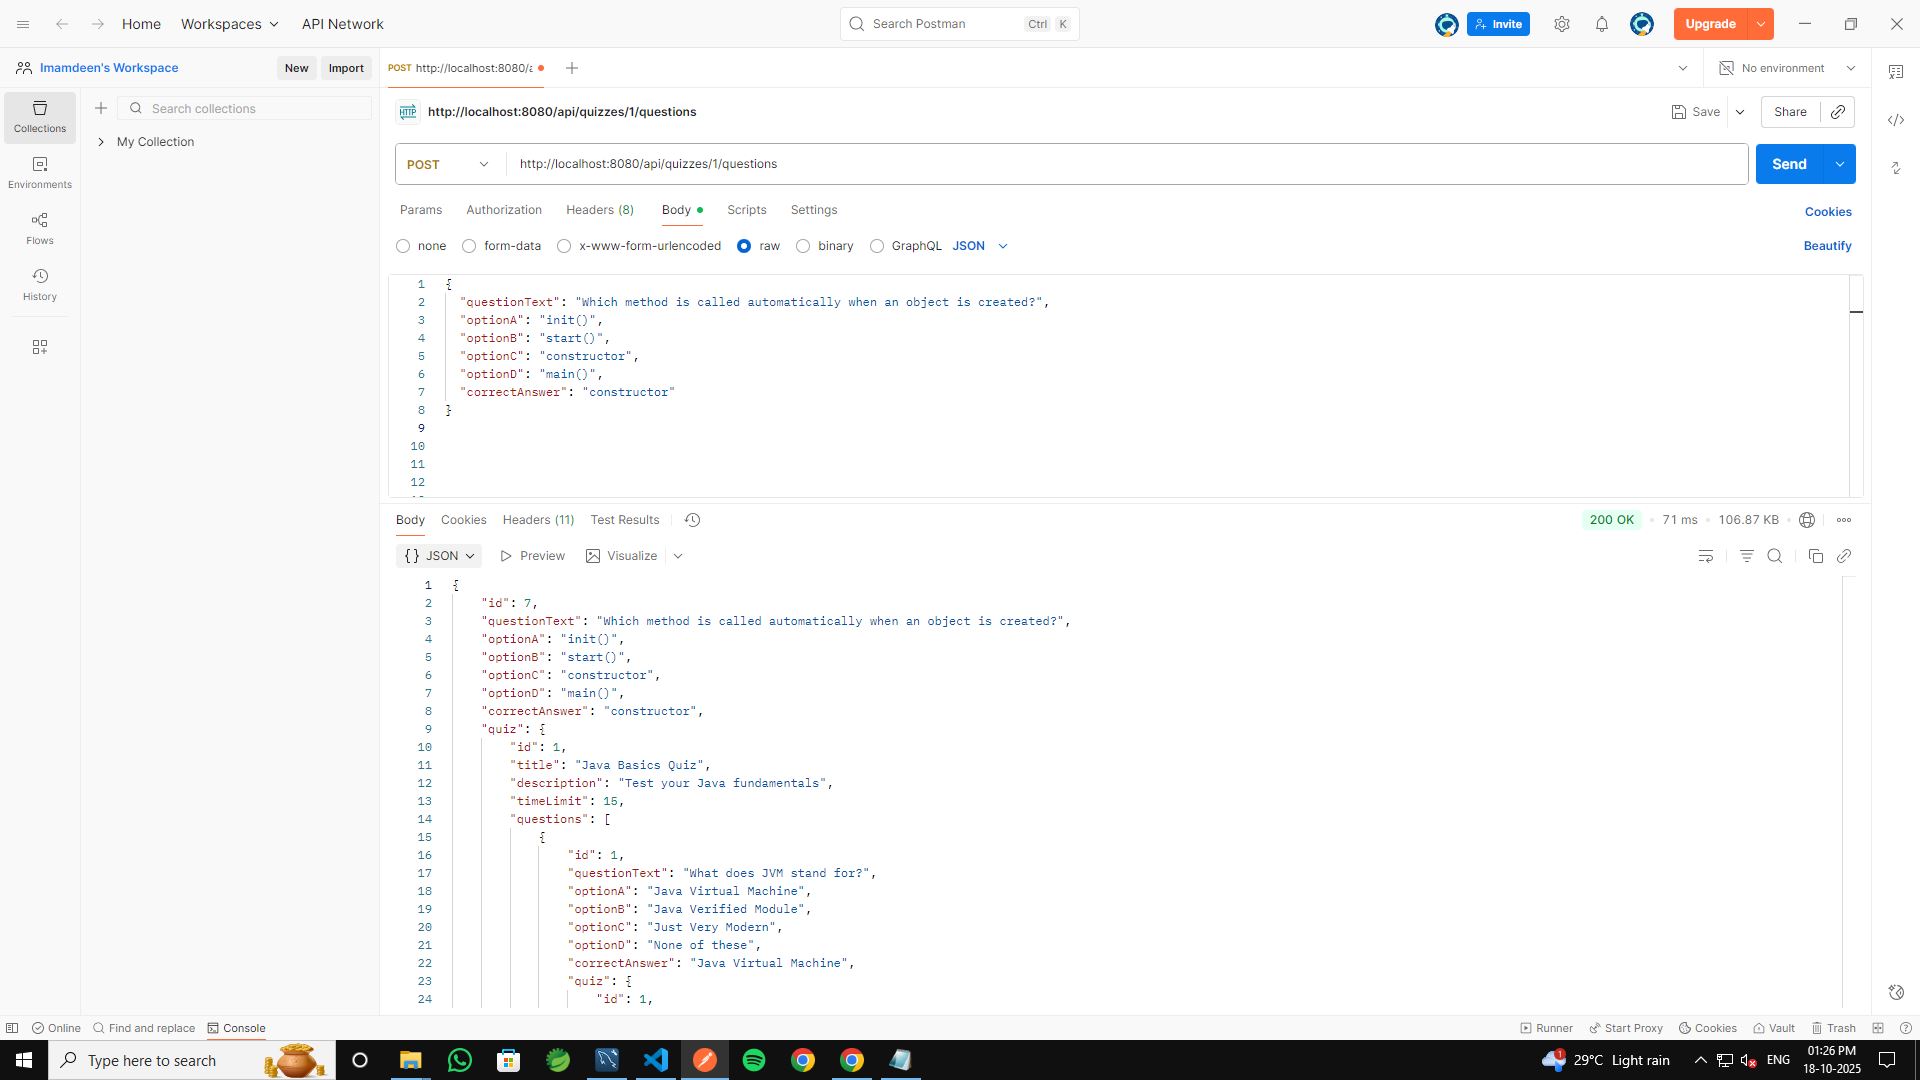 Home
Workspaces
API Network
Search Postman
Ctrl K
Invite
Upgrade
Imamdeen's Workspace
New
Import
POST http://localhost:8080/a
No environment
Collections
Search collections
My Collection
Environments
Flows
History
HTTP
http://localhost:8080/api/quizzes/1/questions
Save
Share
POST
http://localhost:8080/api/quizzes/1/questions
Send
Params
Authorization
Headers (8)
Body
Scripts
Settings
Cookies
none
form-data
x-www-form-urlencoded
raw
binary
GraphQL
JSON
Beautify
1 {
2 "questionText": "Which method is called automatically when an object is created?",
3 "optionA": "init()",
4 "optionB": "start()",
5 "optionC": "constructor",
6 "optionD": "main()",
7 "correctAnswer": "constructor"
8 }
9
10
11
12
Body
Cookies
Headers (11)
Test Results
200 OK
71 ms
106.87 KB
{} JSON
Preview
Visualize
1 {
2 "id": 7,
3 "questionText": "Which method is called automatically when an object is created?",
4 "optionA": "init()",
5 "optionB": "start()",
6 "optionC": "constructor",
7 "optionD": "main()",
8 "correctAnswer": "constructor",
9 "quiz": {
10 "id": 1,
11 "title": "Java Basics Quiz",
12 "description": "Test your Java fundamentals",
13 "timeLimit": 15,
14 "questions": [
15 {
16 "id": 1,
17 "questionText": "What does JVM stand for?",
18 "optionA": "Java Virtual Machine",
19 "optionB": "Java Verified Module",
20 "optionC": "Just Very Modern",
21 "optionD": "None of these",
22 "correctAnswer": "Java Virtual Machine",
23 "quiz": {
24 "id": 1,
Online
Find and replace
Console
Runner
Start Proxy
Cookies
Vault
Trash
Type here to search
1
29°C Light rain
ENG
01:26 PM
18-10-2025